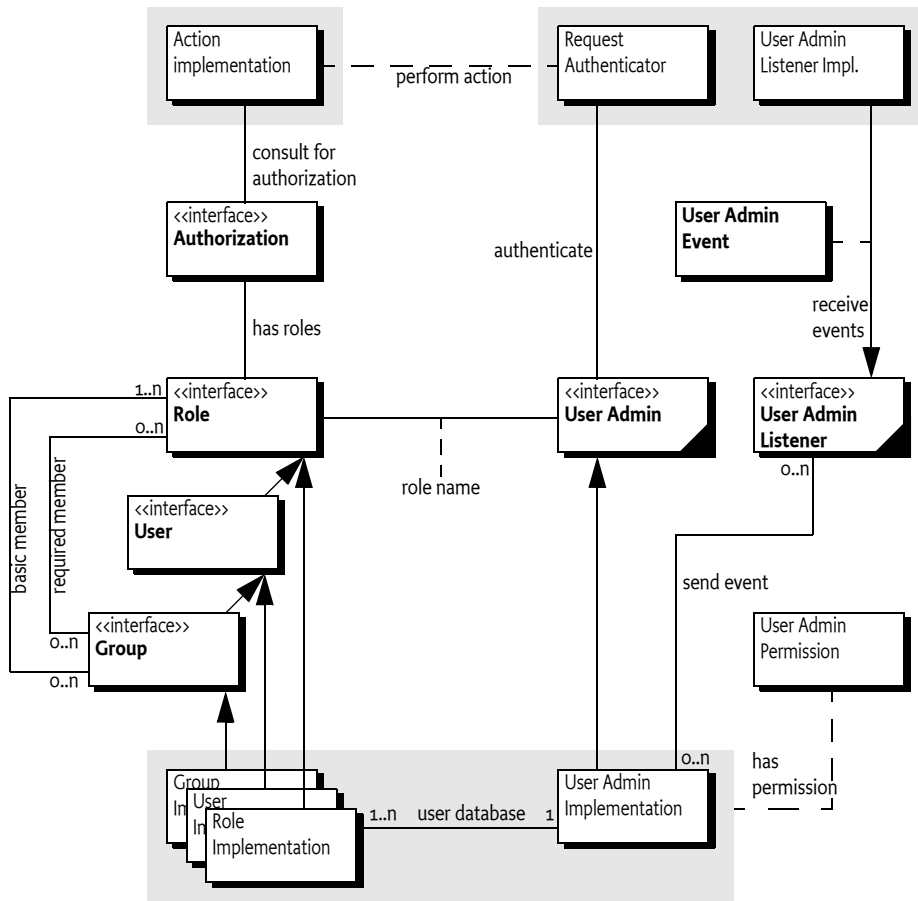 Action
implementation
perform action
Request
Authenticator
User Admin
Listener Impl.
consult for
authorization
<<interface>>
Authorization
authenticate
User Admin
Event
has roles
receive
events
1..n
0..n
<<interface>>
Role
<<interface>>
User Admin
<<interface>>
User Admin
Listener
role name
0..n
basic member
required member
<<interface>>
User
send event
<<interface>>
Group
0..n
0..n
User Admin
Permission
0..n
has
permission
Group
Im
User
Im
Role
Implementation
1..n
user database
1
User Admin
Implementation